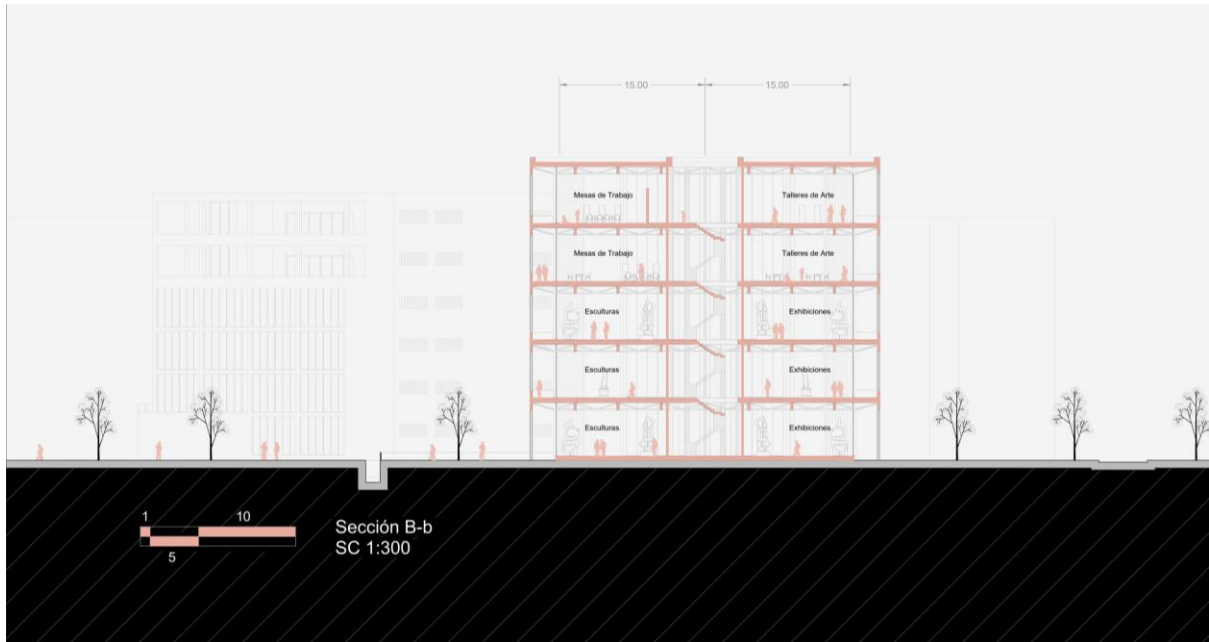 15.00 15.00
Mesas de Trabajo Talleres de Arte
Mesas de Trabajo Talleres de Arte
Esculturas Exhibiciones
Esculturas Exhibiciones
Esculturas Exhibiciones
1 10
5
Sección B-b
SC 1:300